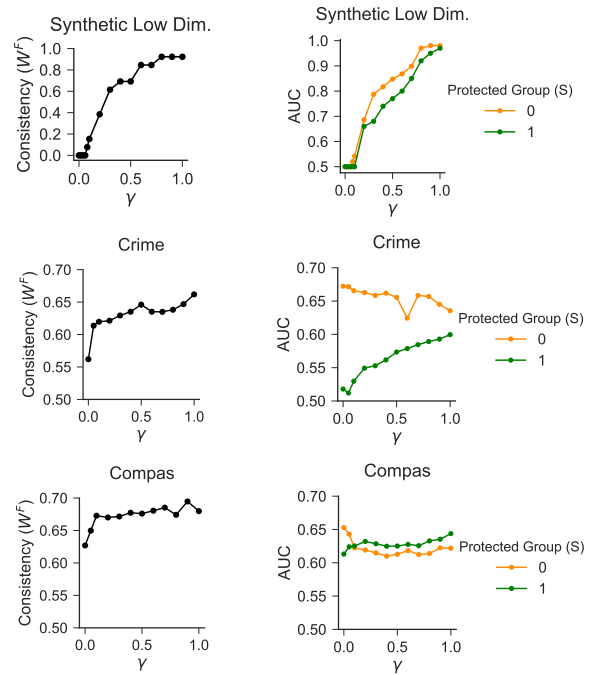 Synthetic Low Dim.
Consistency (W^F)
1.0
0.8
0.6
0.4
0.2
0.0
0.0 0.5 1.0
γ
Synthetic Low Dim.
AUC
1.0
0.9
0.8
0.7
0.6
0.5
0.0 0.5 1.0
γ
Protected Group (S)
0
1
Crime
Consistency (W^F)
0.70
0.65
0.60
0.55
0.50
0.0 0.5 1.0
γ
Crime
AUC
0.70
0.65
0.60
0.55
0.50
0.0 0.5 1.0
γ
Protected Group (S)
0
1
Compas
Consistency (W^F)
0.70
0.65
0.60
0.55
0.50
0.0 0.5 1.0
γ
Compas
AUC
0.70
0.65
0.60
0.55
0.50
0.0 0.5 1.0
γ
Protected Group (S)
0
1